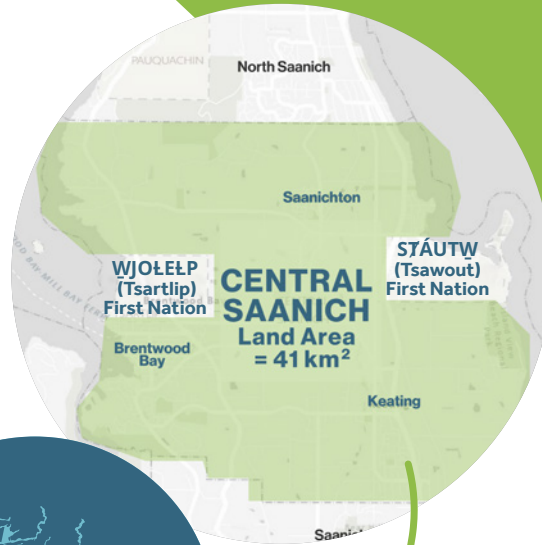 PAUQUACHIN
North Saanich
Saanichton
W̱JOȽEȽP
(Tsartlip)
First Nation
SȾÁUTW̱
(Tsawout)
First Nation
CENTRAL
SAANICH
Land Area
= 41 km²
Brentwood
Bay
Keating